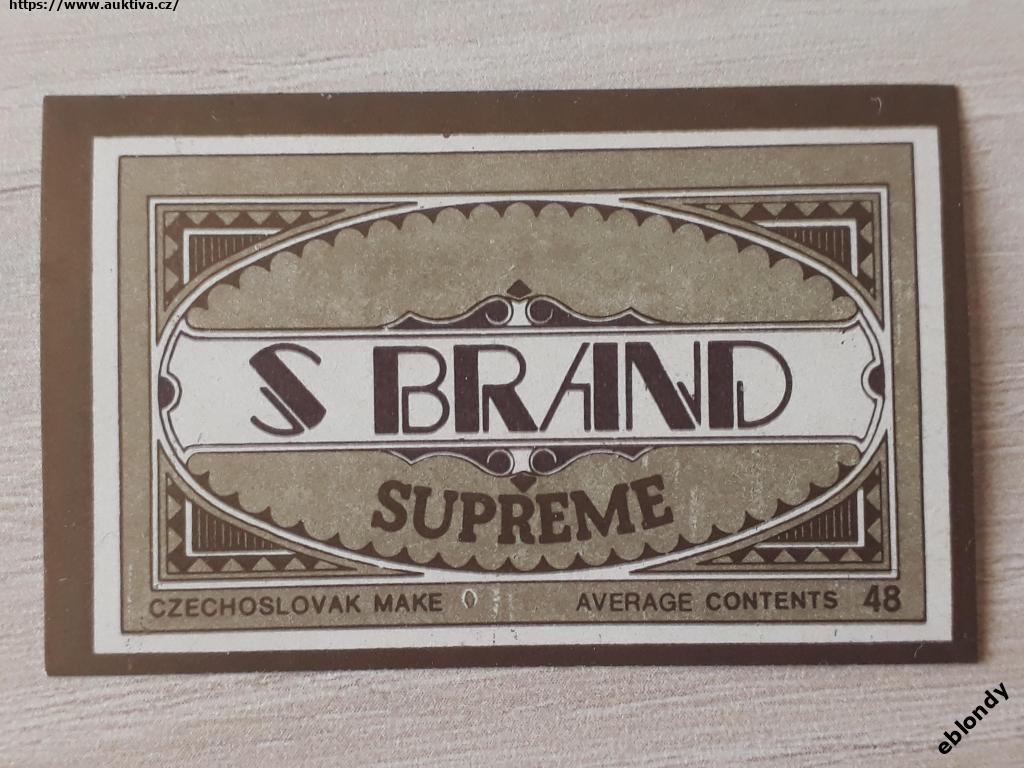 https://www.auktiva.cz/
S BRAND
SUPREME
CZECHOSLOVAK MAKE
AVERAGE CONTENTS 48
eblondy